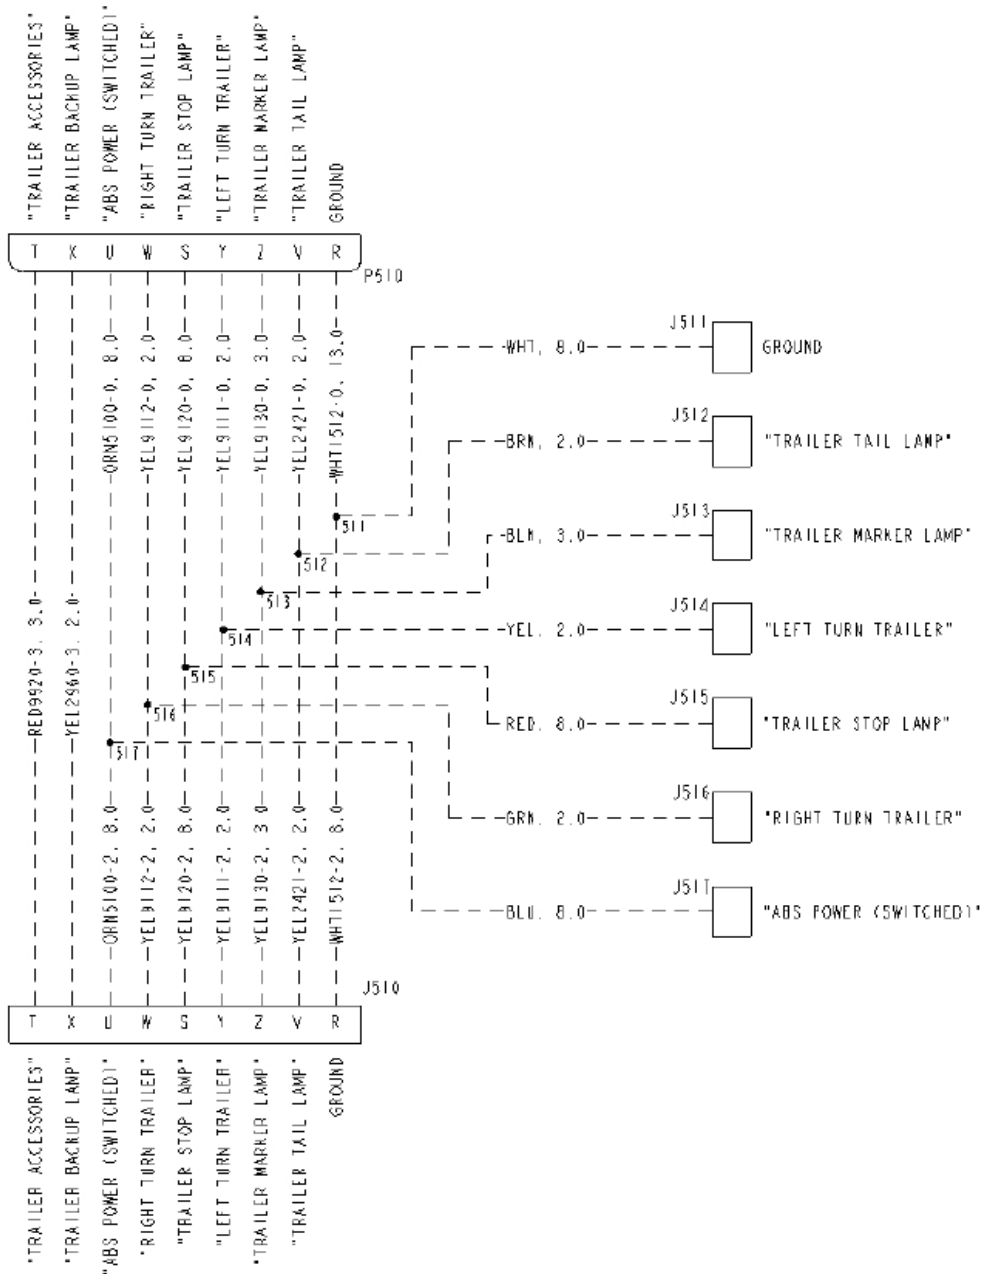 "TRAILER ACCESSORIES"
"TRAILER BACKUP LAMP"
"ABS POWER (SWITCHED)"
"RIGHT TURN TRAILER"
"TRAILER STOP LAMP"
"LEFT TURN TRAILER"
"TRAILER MARKER LAMP"
"TRAILER TAIL LAMP"
GROUND
T X U W S Y Z V R
P510
RED9920-3, 3.0
YEL2960-3, 2.0
ORN5100-0, 8.0
YEL9112-0, 2.0
YEL9120-0, 8.0
YEL9111-0, 2.0
YEL9130-0, 3.0
YEL2421-0, 2.0
WHT1512-0, 13.0
511
512
513
514
515
516
517
WHT, 8.0
J511
GROUND
BRN, 2.0
J512
"TRAILER TAIL LAMP"
BLK, 3.0
J513
"TRAILER MARKER LAMP"
YEL, 2.0
J514
"LEFT TURN TRAILER"
RED, 8.0
J515
"TRAILER STOP LAMP"
GRN, 2.0
J516
"RIGHT TURN TRAILER"
BLU, 8.0
J517
"ABS POWER (SWITCHED)"
ORN5100-2, 8.0
YEL9112-2, 2.0
YEL9120-2, 8.0
YEL9111-2, 2.0
YEL9130-2, 3.0
YEL2421-2, 2.0
WHT1512-2, 8.0
J510
T X U W S Y Z V R
"TRAILER ACCESSORIES"
"TRAILER BACKUP LAMP"
"ABS POWER (SWITCHED)"
"RIGHT TURN TRAILER"
"TRAILER STOP LAMP"
"LEFT TURN TRAILER"
"TRAILER MARKER LAMP"
"TRAILER TAIL LAMP"
GROUND